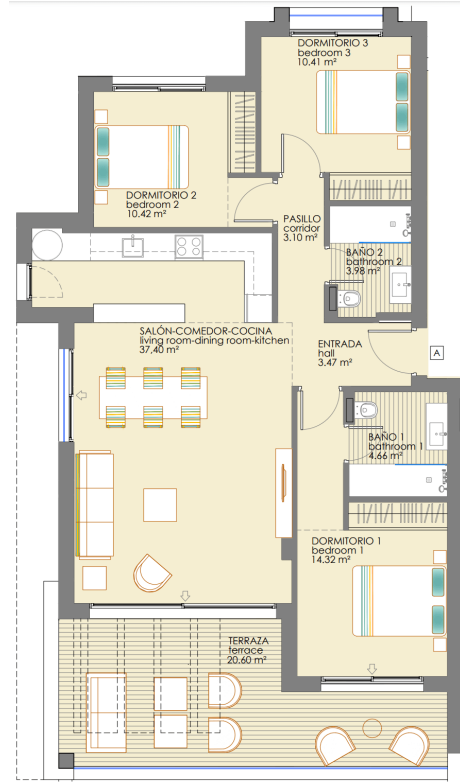 DORMITORIO 3
bedroom 3
10.41 m²
DORMITORIO 2
bedroom 2
10.42 m²
PASILLO
corridor
3.10 m²
BAÑO 2
bathroom 2
3.98 m²
SALÓN-COMEDOR-COCINA
living room-dining room-kitchen
37,40 m²
ENTRADA
hall
3.47 m²
A
BAÑO 1
bathroom 1
4.66 m²
DORMITORIO 1
bedroom 1
14.32 m²
TERRAZA
terrace
20.60 m²